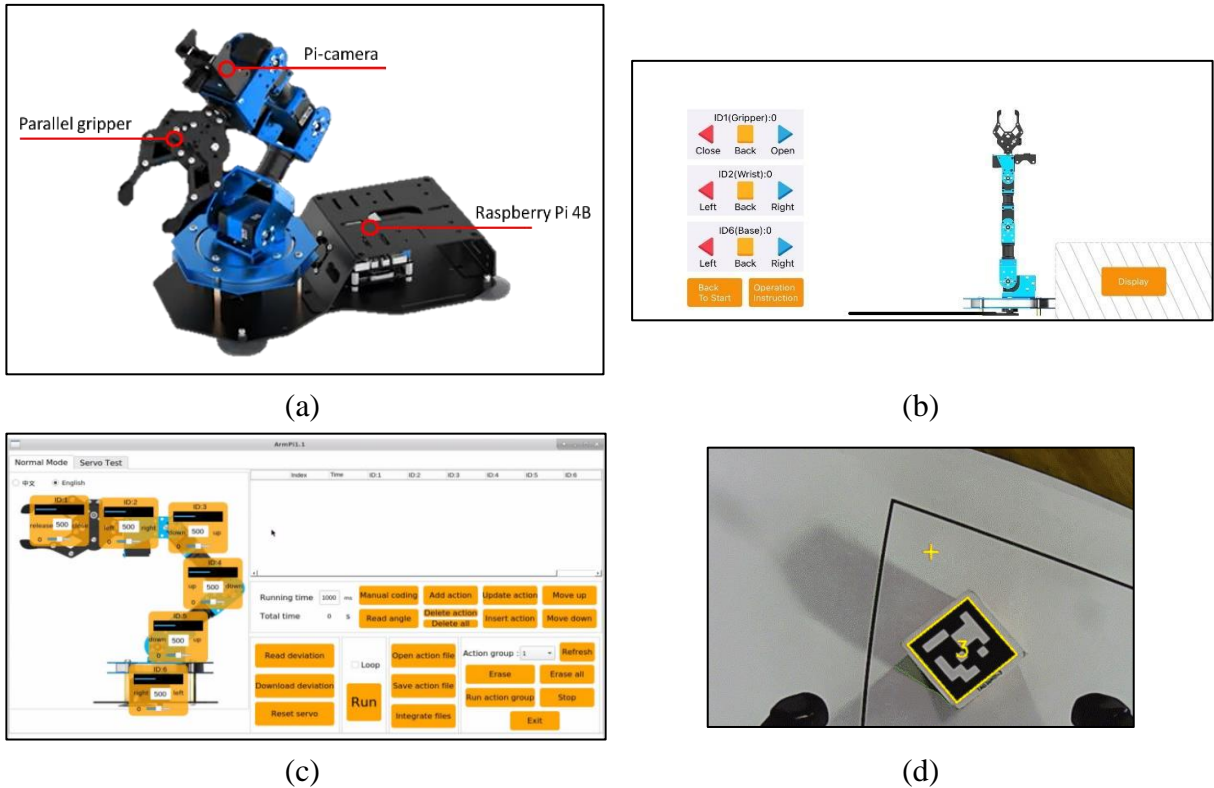 Pi-camera
Parallel gripper
Raspberry Pi 4B
(a)
ID1(Gripper):0
Close Back Open
ID2(Wrist):0
Left Back Right
ID6(Base):0
Left Back Right
Back To Start
Operation Instruction
Display
(b)
ArmPi1.1
Normal Mode Servo Test
中文 English
ID:1
release 500 close
0
ID:2
left 500 right
0
ID:3
down 500 up
0
ID:4
up 500 down
0
ID:5
down 500 up
0
ID:6
right 500 left
0
Index Time ID:1 ID:2 ID:3 ID:4 ID:5 ID:6
Running time 1000 ms
Manual coding Add action Update action Move up
Total time 0 S
Read angle Delete action Insert action Move down
Delete all
Read deviation
Download deviation
Reset servo
Loop
Run
Open action file
Save action file
Integrate files
Action group : 1 Refresh
Erase Erase all
Run action group Stop
Exit
(c)
3
(d)